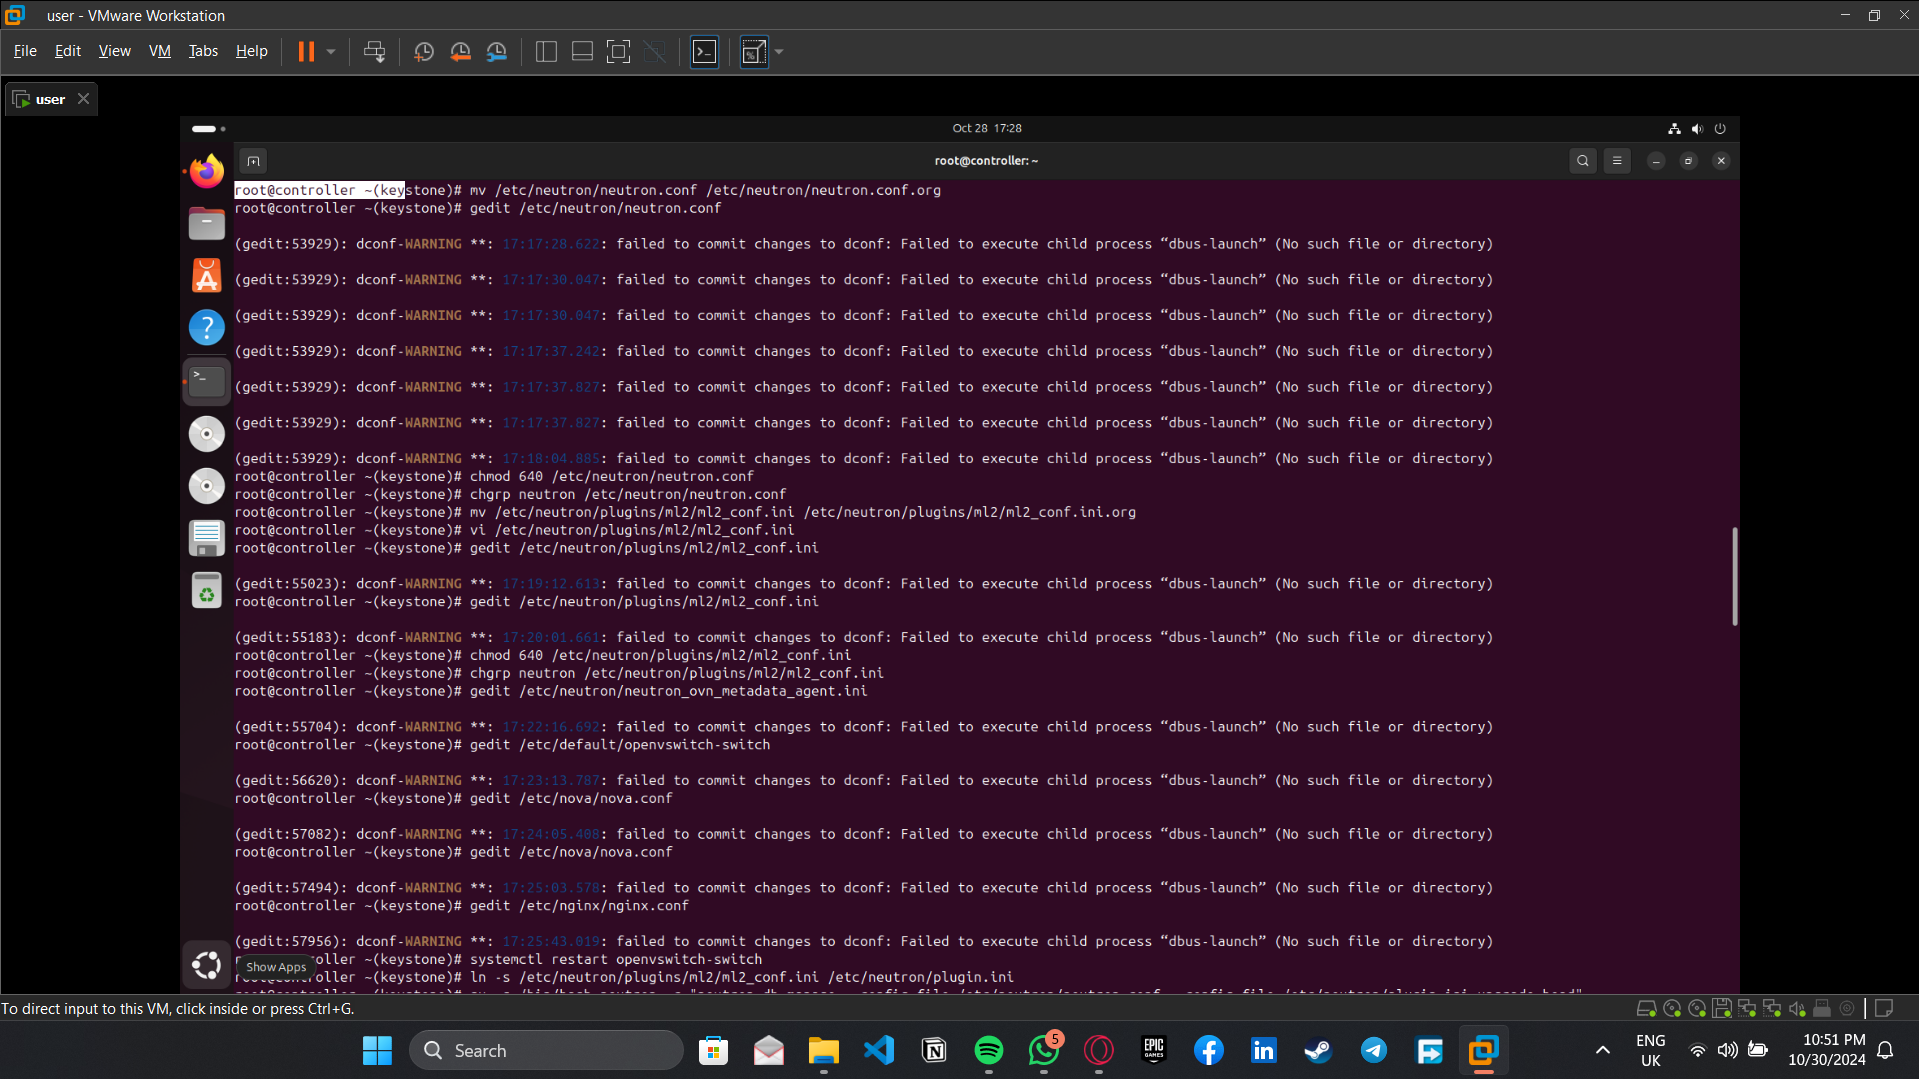 user - VMware Workstation
File Edit View VM Tabs Help
user
Oct 28 17:28
root@controller: ~
root@controller ~(keystone)# mv /etc/neutron/neutron.conf /etc/neutron/neutron.conf.org
root@controller ~(keystone)# gedit /etc/neutron/neutron.conf
(gedit:53929): dconf-WARNING **: 17:17:28.622: failed to commit changes to dconf: Failed to execute child process “dbus-launch” (No such file or directory)
(gedit:53929): dconf-WARNING **: 17:17:30.047: failed to commit changes to dconf: Failed to execute child process “dbus-launch” (No such file or directory)
(gedit:53929): dconf-WARNING **: 17:17:30.047: failed to commit changes to dconf: Failed to execute child process “dbus-launch” (No such file or directory)
(gedit:53929): dconf-WARNING **: 17:17:37.242: failed to commit changes to dconf: Failed to execute child process “dbus-launch” (No such file or directory)
(gedit:53929): dconf-WARNING **: 17:17:37.827: failed to commit changes to dconf: Failed to execute child process “dbus-launch” (No such file or directory)
(gedit:53929): dconf-WARNING **: 17:17:37.827: failed to commit changes to dconf: Failed to execute child process “dbus-launch” (No such file or directory)
(gedit:53929): dconf-WARNING **: 17:18:04.885: failed to commit changes to dconf: Failed to execute child process “dbus-launch” (No such file or directory)
root@controller ~(keystone)# chmod 640 /etc/neutron/neutron.conf
root@controller ~(keystone)# chgrp neutron /etc/neutron/neutron.conf
root@controller ~(keystone)# mv /etc/neutron/plugins/ml2/ml2_conf.ini /etc/neutron/plugins/ml2/ml2_conf.ini.org
root@controller ~(keystone)# vi /etc/neutron/plugins/ml2/ml2_conf.ini
root@controller ~(keystone)# gedit /etc/neutron/plugins/ml2/ml2_conf.ini
(gedit:55023): dconf-WARNING **: 17:19:12.613: failed to commit changes to dconf: Failed to execute child process “dbus-launch” (No such file or directory)
root@controller ~(keystone)# gedit /etc/neutron/plugins/ml2/ml2_conf.ini
(gedit:55183): dconf-WARNING **: 17:20:01.661: failed to commit changes to dconf: Failed to execute child process “dbus-launch” (No such file or directory)
root@controller ~(keystone)# chmod 640 /etc/neutron/plugins/ml2/ml2_conf.ini
root@controller ~(keystone)# chgrp neutron /etc/neutron/plugins/ml2/ml2_conf.ini
root@controller ~(keystone)# gedit /etc/neutron/neutron_ovn_metadata_agent.ini
(gedit:55704): dconf-WARNING **: 17:22:16.692: failed to commit changes to dconf: Failed to execute child process “dbus-launch” (No such file or directory)
root@controller ~(keystone)# gedit /etc/default/openvswitch-switch
(gedit:56620): dconf-WARNING **: 17:23:13.787: failed to commit changes to dconf: Failed to execute child process “dbus-launch” (No such file or directory)
root@controller ~(keystone)# gedit /etc/nova/nova.conf
(gedit:57082): dconf-WARNING **: 17:24:05.408: failed to commit changes to dconf: Failed to execute child process “dbus-launch” (No such file or directory)
root@controller ~(keystone)# gedit /etc/nova/nova.conf
(gedit:57494): dconf-WARNING **: 17:25:03.578: failed to commit changes to dconf: Failed to execute child process “dbus-launch” (No such file or directory)
root@controller ~(keystone)# gedit /etc/nginx/nginx.conf
(gedit:57956): dconf-WARNING **: 17:25:43.019: failed to commit changes to dconf: Failed to execute child process “dbus-launch” (No such file or directory)
(keystone)# systemctl restart openvswitch-switch
Show Apps
root@controller ~(keystone)# ln -s /etc/neutron/plugins/ml2/ml2_conf.ini /etc/neutron/plugin.ini
To direct input to this VM, click inside or press Ctrl+G.
Search
5
EPIC GAMES
ENG
UK
10:51 PM
10/30/2024